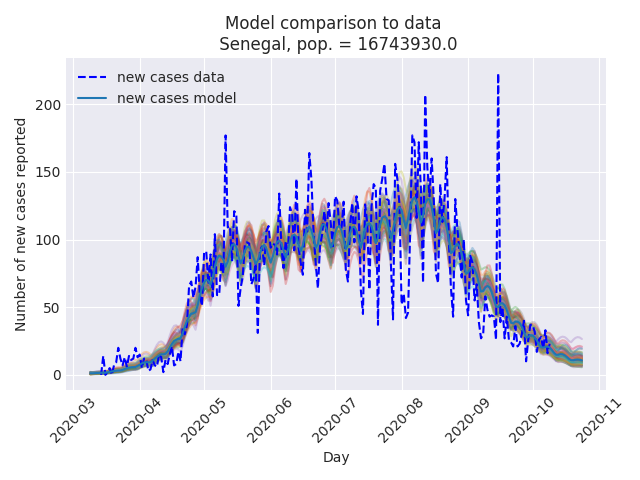 Model comparison to data
Senegal, pop. = 16743930.0
new cases data
new cases model
Number of new cases reported
200
150
100
50
0
2020-03
2020-04
2020-05
2020-06
2020-07
2020-08
2020-09
2020-10
2020-11
Day